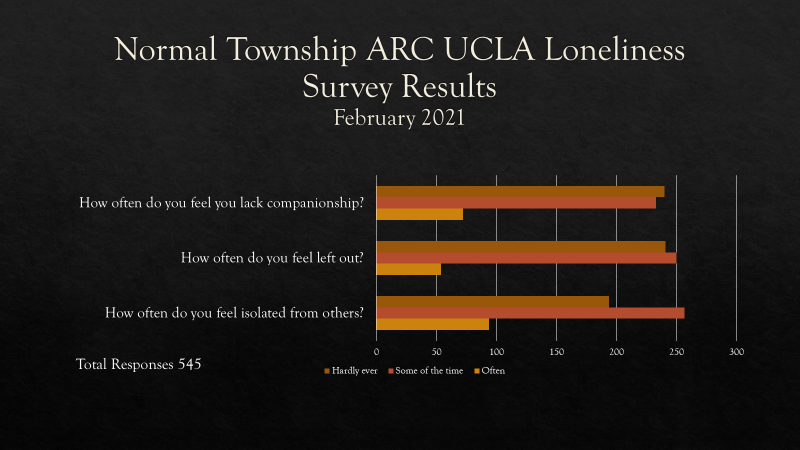 Normal Township ARC UCLA Loneliness
Survey Results
February 2021
How often do you feel you lack companionship?
How often do you feel left out?
How often do you feel isolated from others?
0 50 100 150 200 250 300
Total Responses 545
Hardly ever Some of the time Often